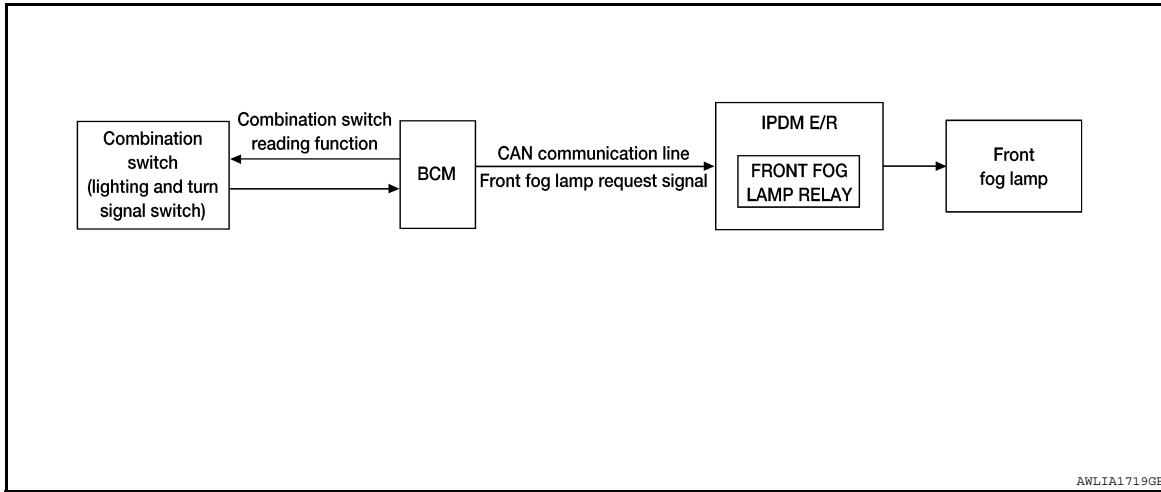 Combination
switch
(lighting and turn
signal switch)
Combination switch
reading function
BCM
CAN communication line
Front fog lamp request signal
IPDM E/R
FRONT FOG
LAMP RELAY
Front
fog lamp
AWLIA1719GB